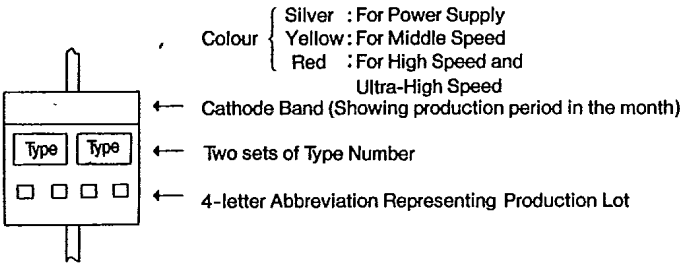 Silver : For Power Supply
Colour { Yellow : For Middle Speed
Red : For High Speed and
Ultra-High Speed
Cathode Band (Showing production period in the month)
Type Type
Two sets of Type Number
4-letter Abbreviation Representing Production Lot